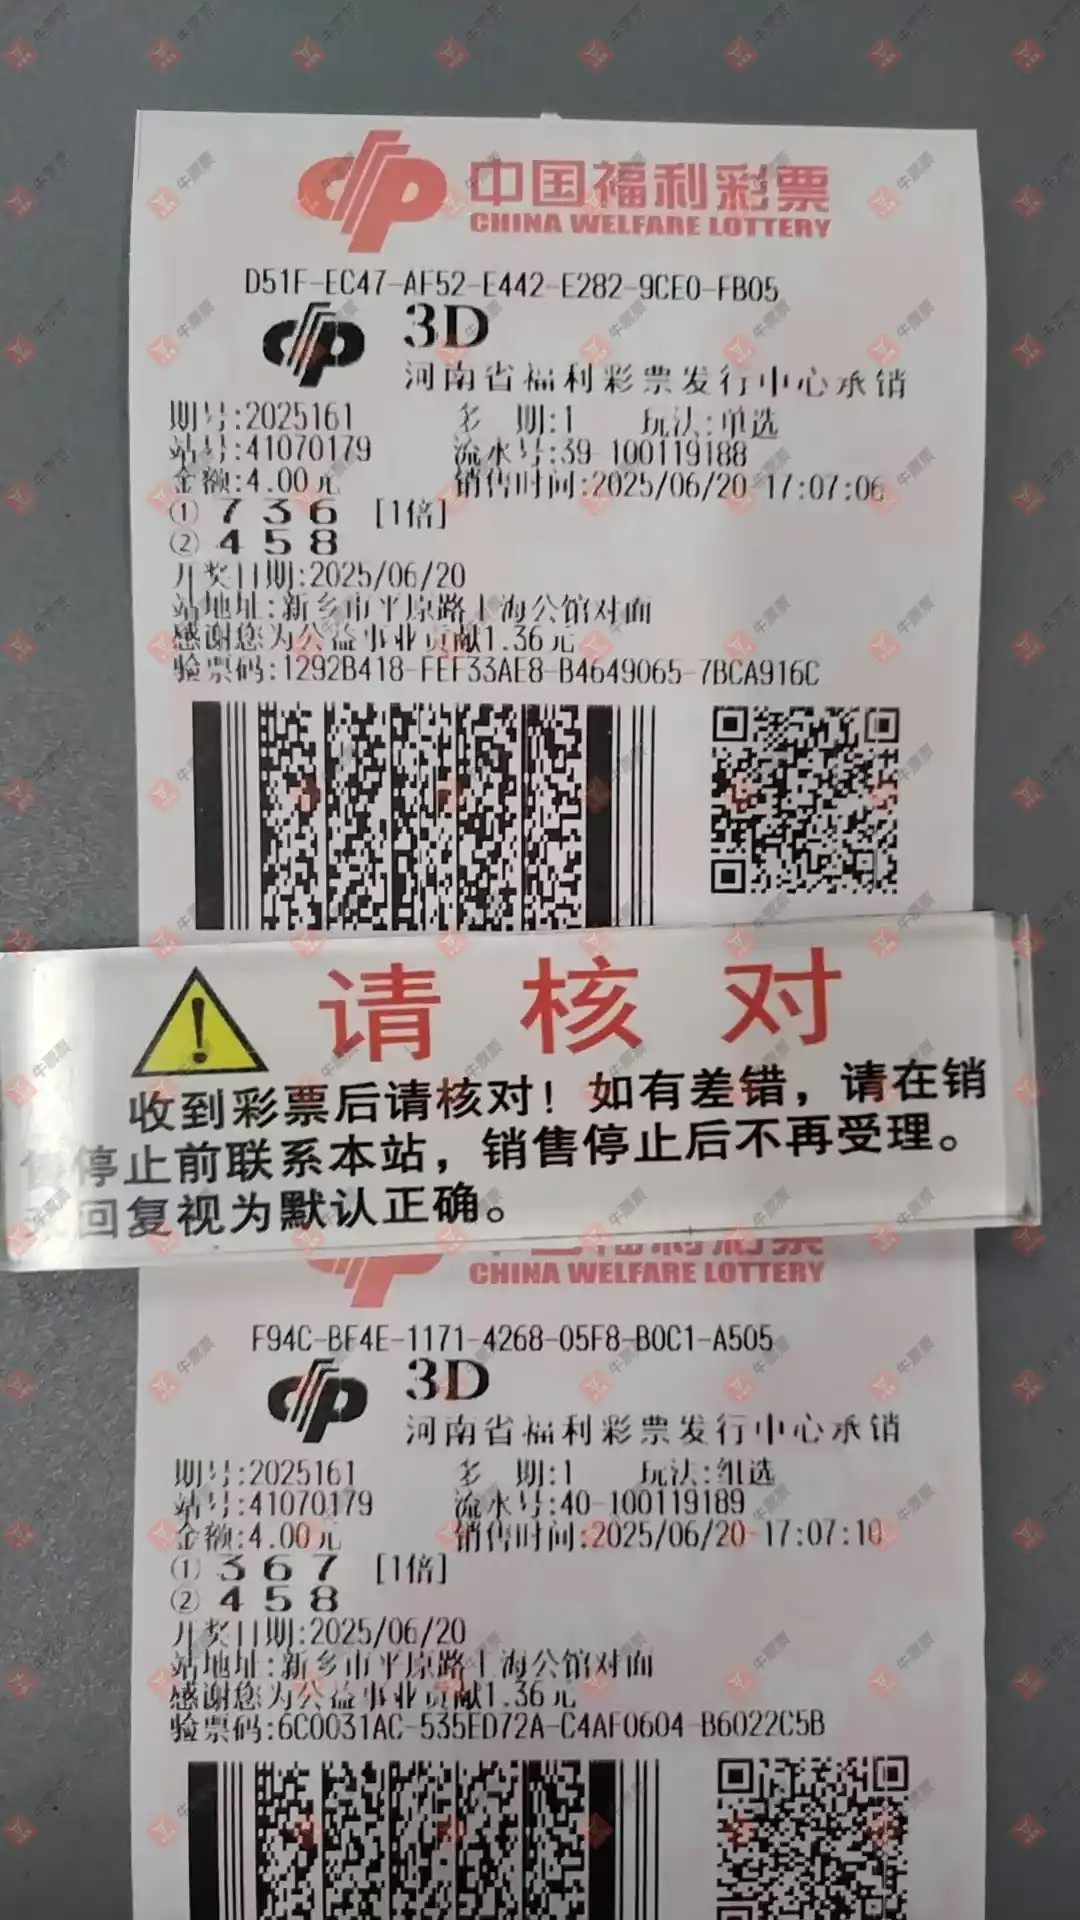 中国福利彩票
CHINA WELFARE LOTTERY
D51F-EC47-AF52-E442-E282-9CE0-FB05
3D
河南省福利彩票发行中心承销
期号:2025161 多 期:1 玩法:单选
站号:41070179 流水号:39-100119188
金额:4.00元 销售时间:2025/06/20-17:07:06
① 7 3 6 [1倍]
② 4 5 8
开奖日期:2025/06/20
站地址:新乡市平原路上海公馆对面
感谢您为公益事业贡献1.36元
验票码:1292B418-FEF33AE8-B4649065-7BCA916C
请核对
收到彩票后请核对！如有差错，请在销
售停止前联系本站，销售停止后不再受理。
回复视为默认正确。
中国福利彩票
CHINA WELFARE LOTTERY
F94C-BF4E-1171-4268-05F8-B0C1-A505
3D
河南省福利彩票发行中心承销
期号:2025161 多 期:1 玩法:组选
站号:41070179 流水号:40-100119189
金额:4.00元 销售时间:2025/06/20-17:07:10
① 3 6 7 [1倍]
② 4 5 8
开奖日期:2025/06/20
站地址:新乡市平原路上海公馆对面
感谢您为公益事业贡献1.36元
验票码:6C0031AC-535ED72A-C4AF0604-B6022C5B
牛票票